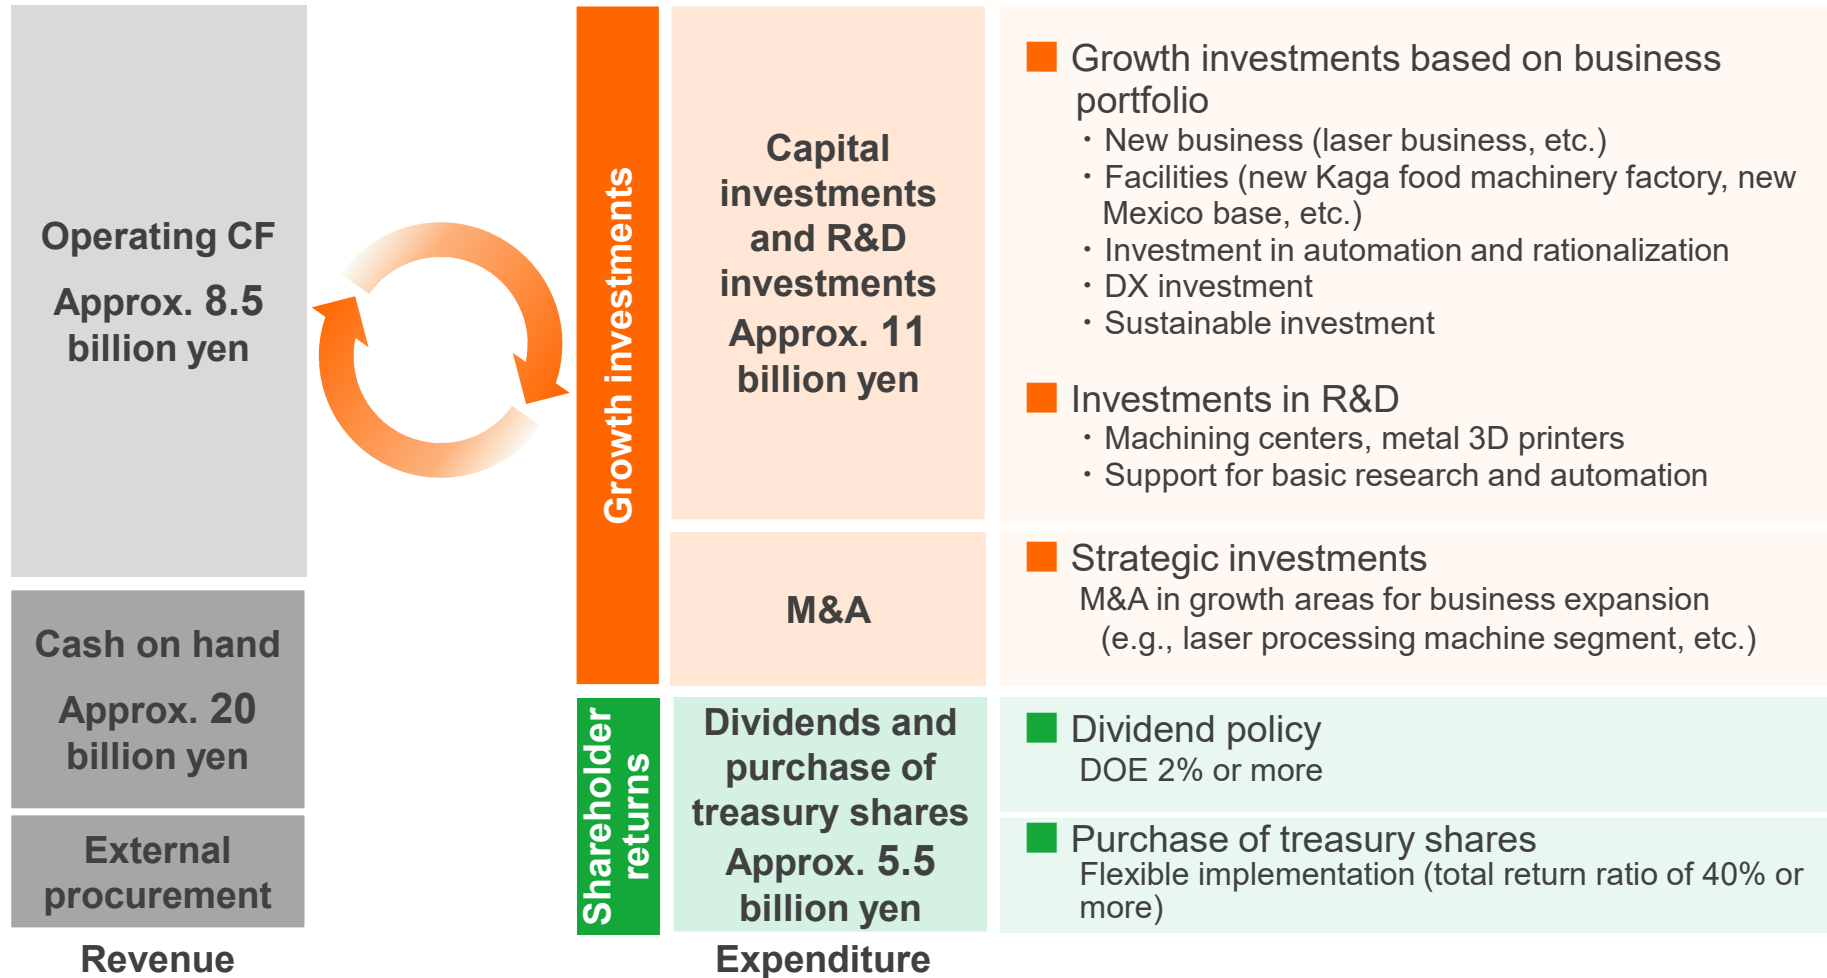 Operating CF
Approx. 8.5
billion yen
Cash on hand
Approx. 20
billion yen
External
procurement
Revenue
Growth investments
Capital
investments
and R&D
investments
Approx. 11
billion yen
M&A
Shareholder
returns
Dividends and
purchase of
treasury shares
Approx. 5.5
billion yen
Expenditure
Growth investments based on business
portfolio
・New business (laser business, etc.)
・Facilities (new Kaga food machinery factory, new
Mexico base, etc.)
・Investment in automation and rationalization
・DX investment
・Sustainable investment
Investments in R&D
・Machining centers, metal 3D printers
・Support for basic research and automation
Strategic investments
M&A in growth areas for business expansion
(e.g., laser processing machine segment, etc.)
Dividend policy
DOE 2% or more
Purchase of treasury shares
Flexible implementation (total return ratio of 40% or
more)